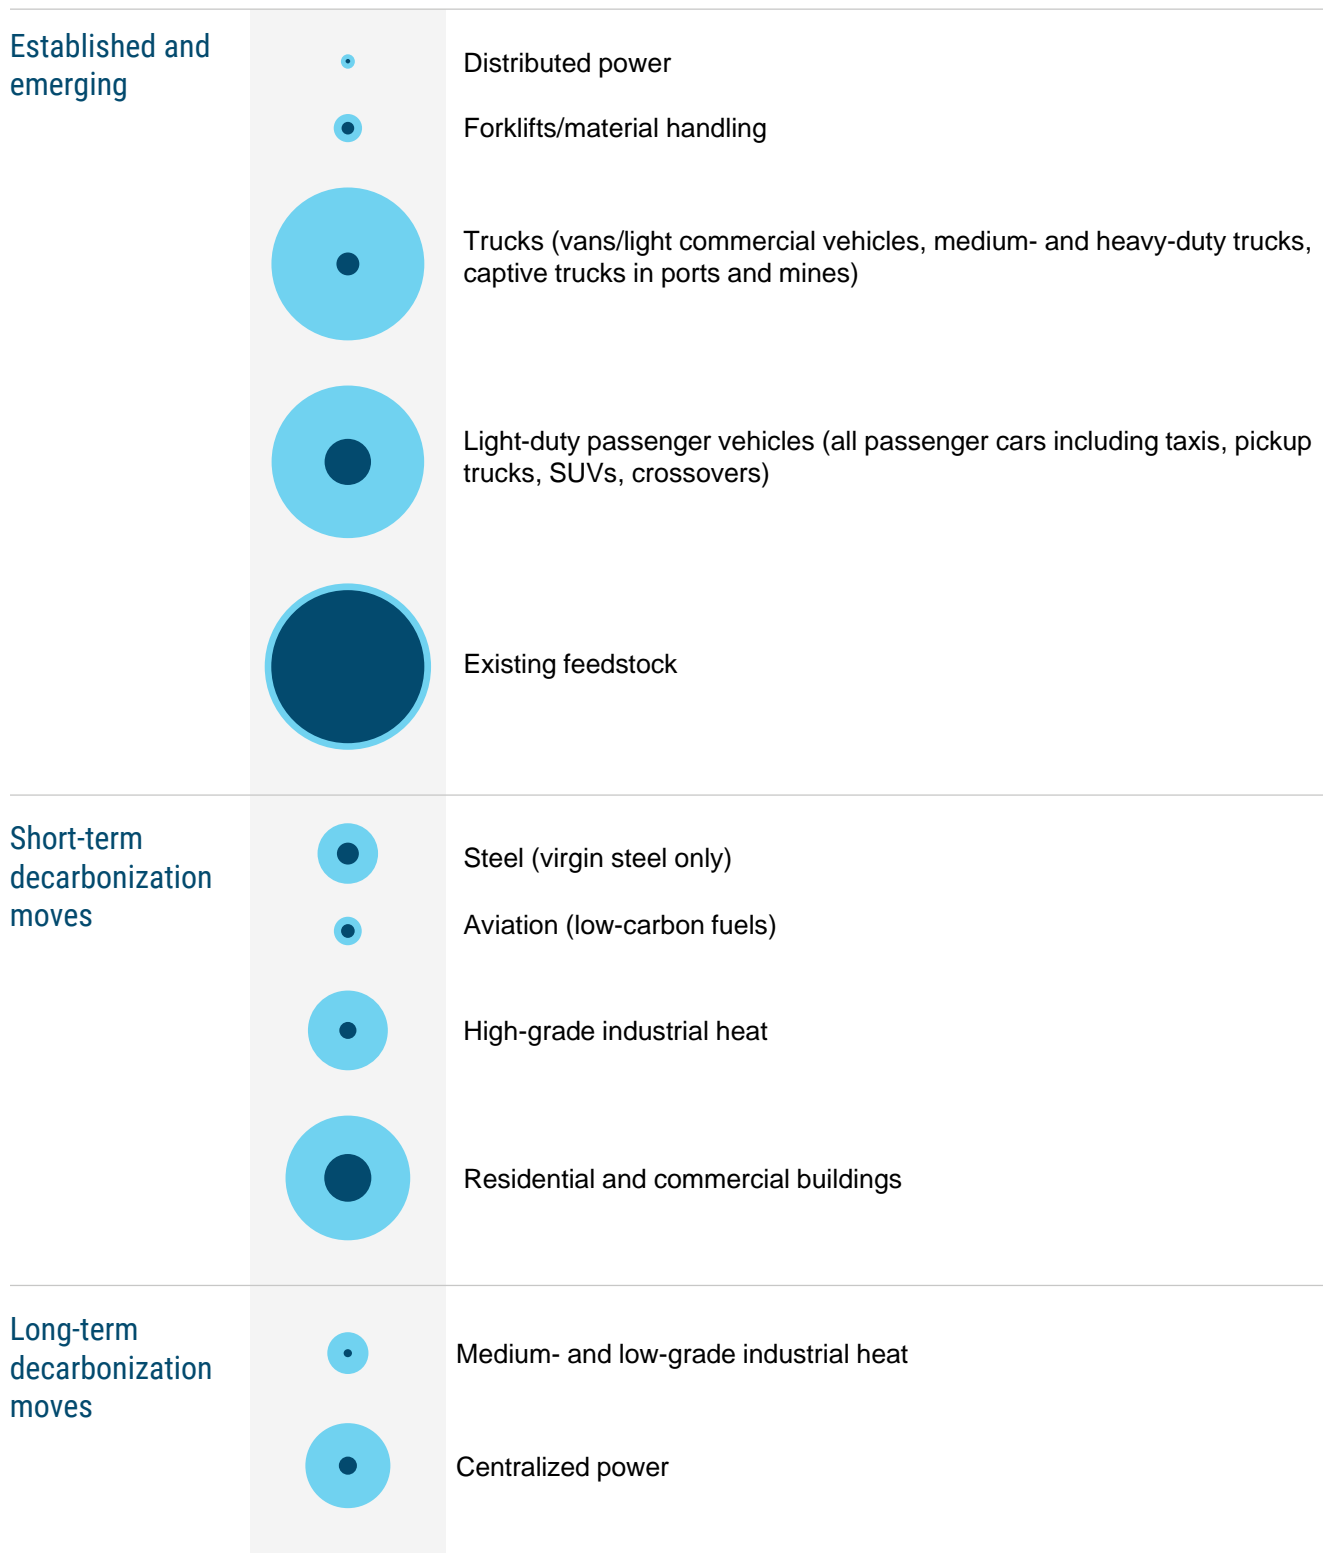 Established and
emerging
Distributed power
Forklifts/material handling
Trucks (vans/light commercial vehicles, medium- and heavy-duty trucks,
captive trucks in ports and mines)
Light-duty passenger vehicles (all passenger cars including taxis, pickup
trucks, SUVs, crossovers)
Existing feedstock
Short-term
decarbonization
moves
Steel (virgin steel only)
Aviation (low-carbon fuels)
High-grade industrial heat
Residential and commercial buildings
Long-term
decarbonization
moves
Medium- and low-grade industrial heat
Centralized power